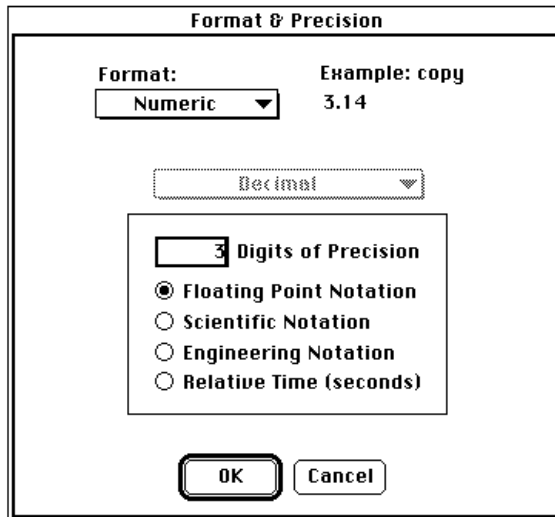 Format & Precision
Format: Example: copy
Numeric 3.14
Decimal
3 Digits of Precision
Floating Point Notation
Scientific Notation
Engineering Notation
Relative Time (seconds)
OK Cancel